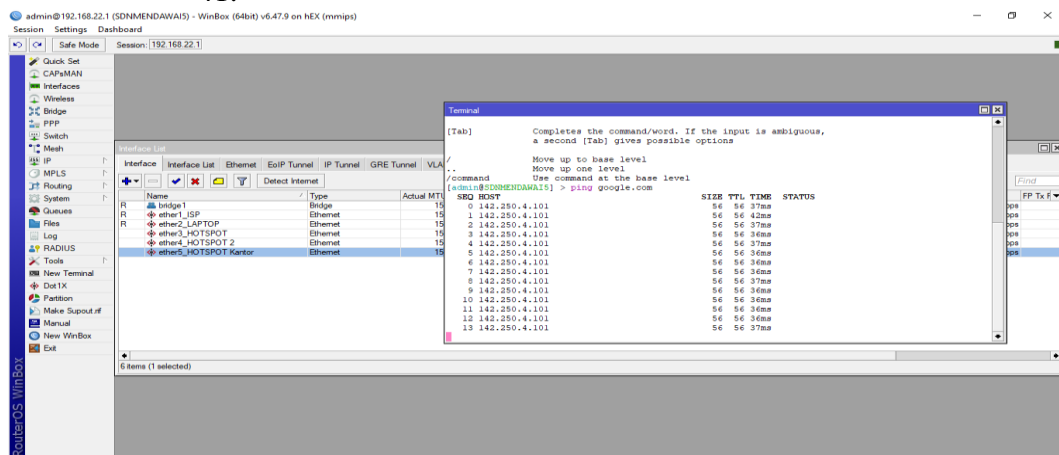 admin@192.168.22.1 (SDNMENDAWAI5) - WinBox (64bit) v6.47.9 on hEX (mmips)
Session Settings Dashboard
Safe Mode Session: 192.168.22.1
Quick Set
CAPsMAN
Interfaces
Wireless
Bridge
PPP
Switch
Mesh
IP
MPLS
Routing
System
Queues
Files
Log
RADIUS
Tools
New Terminal
Dot1X
Partition
Make Supout.rif
Manual
New WinBox
Exit
RouterOS WinBox
Interface List
Interface Interface List Ethernet EoIP Tunnel IP Tunnel GRE Tunnel VLA
Detect Internet Find
Name Type Actual MTU FP Tx P
R bridge1 Bridge 15
R ether1_ISP Ethernet 15
R ether2_LAPTOP Ethernet 15
ether3_HOTSPOT Ethernet 15
ether4_HOTSPOT 2 Ethernet 15
ether5_HOTSPOT Kantor Ethernet 15
6 items (1 selected)
Terminal
[Tab] Completes the command/word. If the input is ambiguous,
a second [Tab] gives possible options
/ Move up to base level
.. Move up one level
/command Use command at the base level
[admin@SDNMENDAWAI5] > ping google.com
SEQ HOST SIZE TTL TIME STATUS
0 142.250.4.101 56 56 37ms
1 142.250.4.101 56 56 42ms
2 142.250.4.101 56 56 37ms
3 142.250.4.101 56 56 36ms
4 142.250.4.101 56 56 37ms
5 142.250.4.101 56 56 36ms
6 142.250.4.101 56 56 36ms
7 142.250.4.101 56 56 36ms
8 142.250.4.101 56 56 37ms
9 142.250.4.101 56 56 36ms
10 142.250.4.101 56 56 36ms
11 142.250.4.101 56 56 36ms
12 142.250.4.101 56 56 36ms
13 142.250.4.101 56 56 37ms